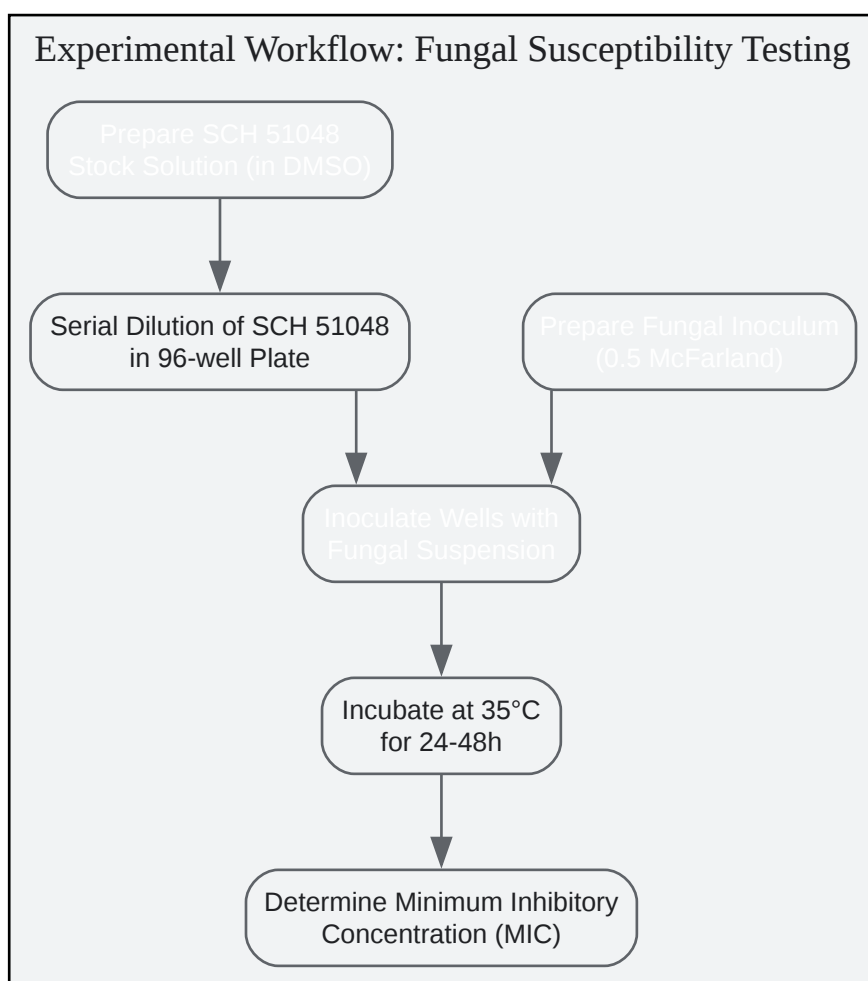 Experimental Workflow: Fungal Susceptibility Testing
Prepare SCH 51048
Stock Solution (in DMSO)
Serial Dilution of SCH 51048
in 96-well Plate
Prepare Fungal Inoculum
(0.5 McFarland)
Inoculate Wells with
Fungal Suspension
Incubate at 35°C
for 24-48h
Determine Minimum Inhibitory
Concentration (MIC)